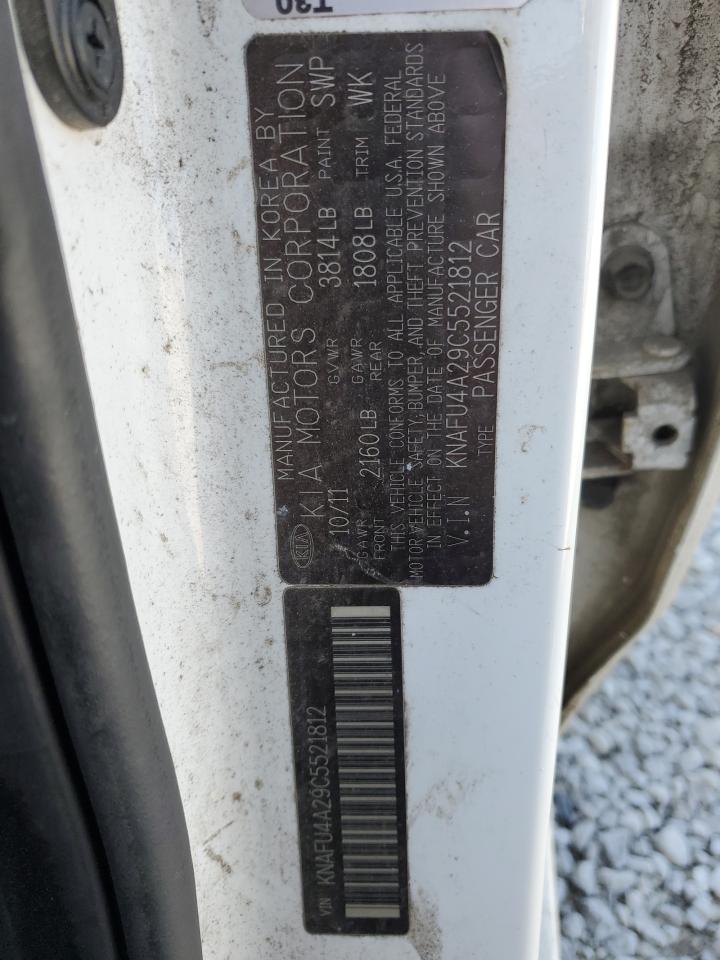 T30
MANUFACTURED IN KOREA BY
KIA KIA MOTORS CORPORATION
10/11 GVWR 3814LB PAINT SWP
GAWR FRONT 2160LB GAWR REAR 1808LB TRIM WK
THIS VEHICLE CONFORMS TO ALL APPLICABLE U.S.A. FEDERAL
MOTOR VEHICLE SAFETY, BUMPER, AND THEFT PREVENTION STANDARDS
IN EFFECT ON THE DATE OF MANUFACTURE SHOWN ABOVE
V.I.N KNAFU4A29C5521812
TYPE PASSENGER CAR
VIN KNAFU4A29C5521812